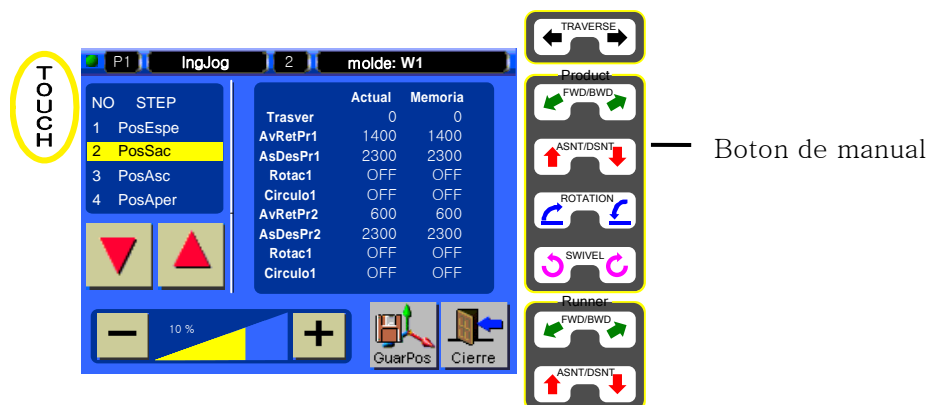 TOUCH
P1 IngJog 2 molde: W1
NO STEP
1 PosEspe
2 PosSac
3 PosAsc
4 PosAper
Actual Memoria
Trasver 0 0
AvRetPr1 1400 1400
AsDesPr1 2300 2300
Rotac1 OFF OFF
Circulo1 OFF OFF
AvRetPr2 600 600
AsDesPr2 2300 2300
Rotac1 OFF OFF
Circulo1 OFF OFF
10 %
GuarPos
Cierre
TRAVERSE
Product
FWD/BWD
ASNT/DSNT
ROTATION
SWIVEL
Runner
FWD/BWD
ASNT/DSNT
Boton de manual